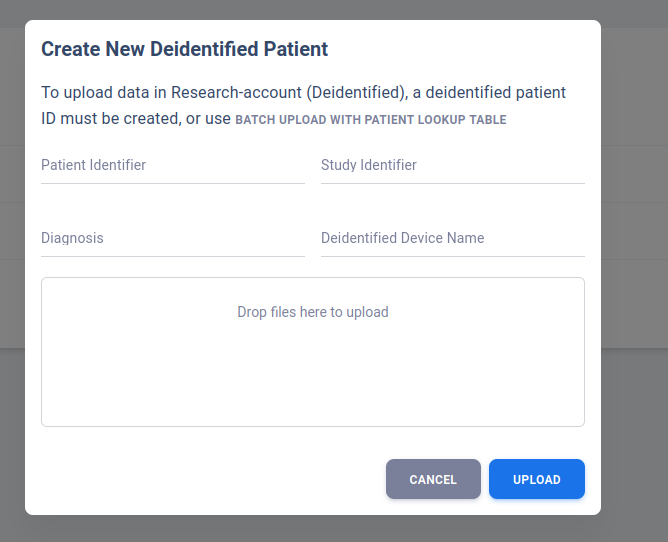 Create New Deidentified Patient
To upload data in Research-account (Deidentified), a deidentified patient
ID must be created, or use BATCH UPLOAD WITH PATIENT LOOKUP TABLE
Patient Identifier
Study Identifier
Diagnosis
Deidentified Device Name
Drop files here to upload
CANCEL
UPLOAD